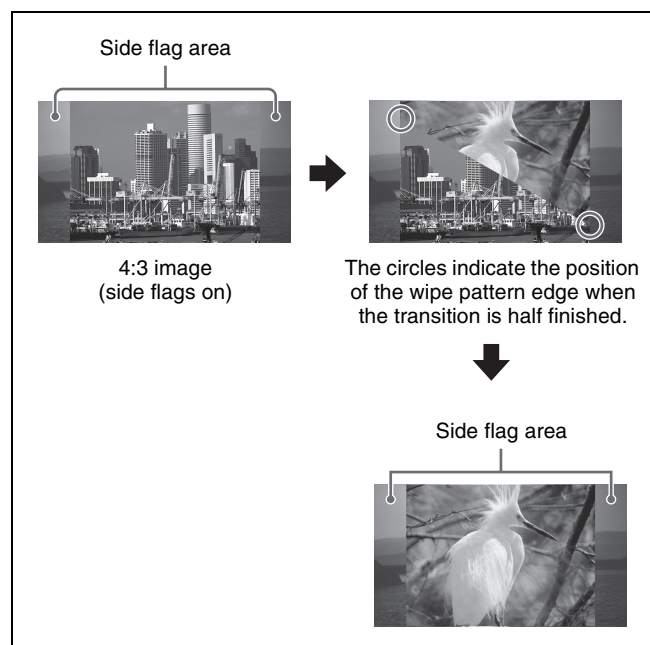 Side flag area
4:3 image
(side flags on)
The circles indicate the position
of the wipe pattern edge when
the transition is half finished.
Side flag area